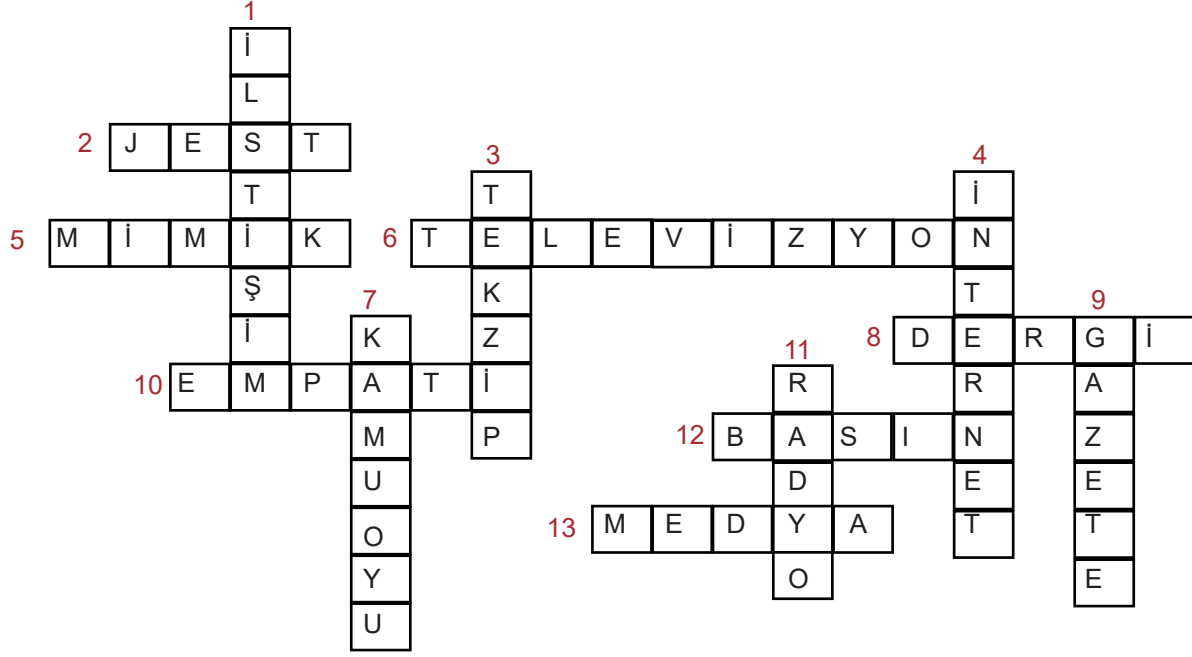 1 İLSTİŞİM
2 JEST
3 TEKZİP
4 İNTERNET
5 MİMİK
6 TELEVİZYON
7 KAMUOYU
8 DERGİ
9 GAZETE
10 EMPATİ
11 RADYO
12 BASIN
13 MEDYA